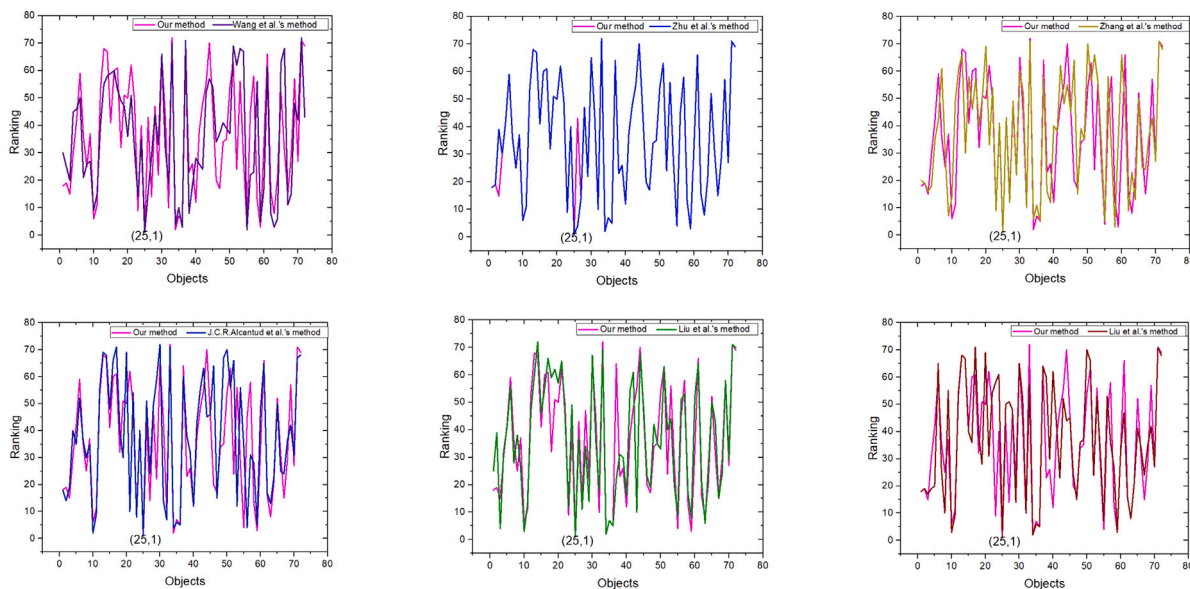 Our method Wang et al.'s method
Ranking
80
70
60
50
40
30
20
10
0
(25,1)
0 10 20 30 40 50 60 70 80
Objects
Our method Zhu et al.'s method
Ranking
80
70
60
50
40
30
20
10
0
(25,1)
0 10 20 30 40 50 60 70 80
Objects
Our method Zhang et al.'s method
Ranking
80
70
60
50
40
30
20
10
0
(25,1)
0 10 20 30 40 50 60 70 80
Objects
Our method J.C.R.Alcantud et al.'s method
Ranking
80
70
60
50
40
30
20
10
0
(25,1)
0 10 20 30 40 50 60 70 80
Objects
Our method Liu et al.'s method
Ranking
80
70
60
50
40
30
20
10
0
(25,1)
0 10 20 30 40 50 60 70 80
Objects
Our method Liu et al.'s method
Ranking
80
70
60
50
40
30
20
10
0
(25,1)
0 10 20 30 40 50 60 70 80
Objects